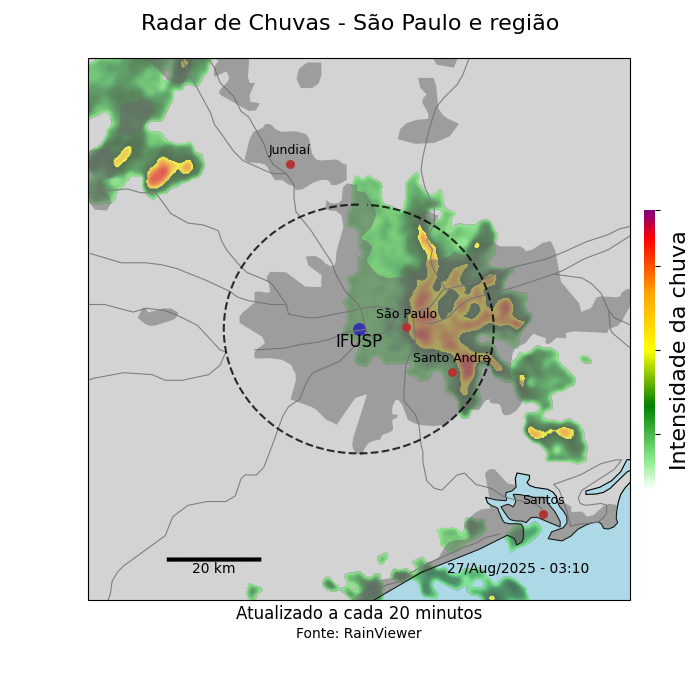 Radar de Chuvas - São Paulo e região
Jundiaí
São Paulo
IFUSP
Santo André
Intensidade da chuva
Santos
20 km
27/Aug/2025 - 03:10
Atualizado a cada 20 minutos
Fonte: RainViewer